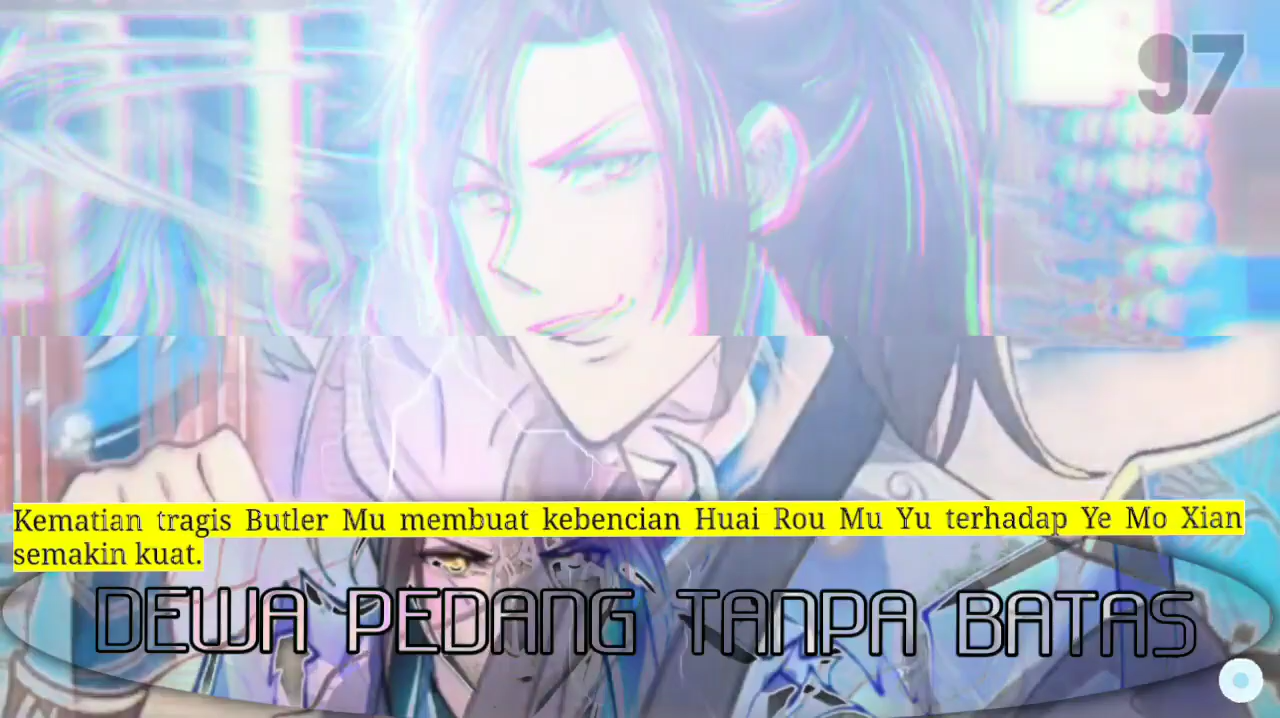 97
Kematian tragis Butler Mu membuat kebencian Huai Rou Mu Yu terhadap Ye Mo Xian
semakin kuat.
DEWA PEDANG TANPA BATAS